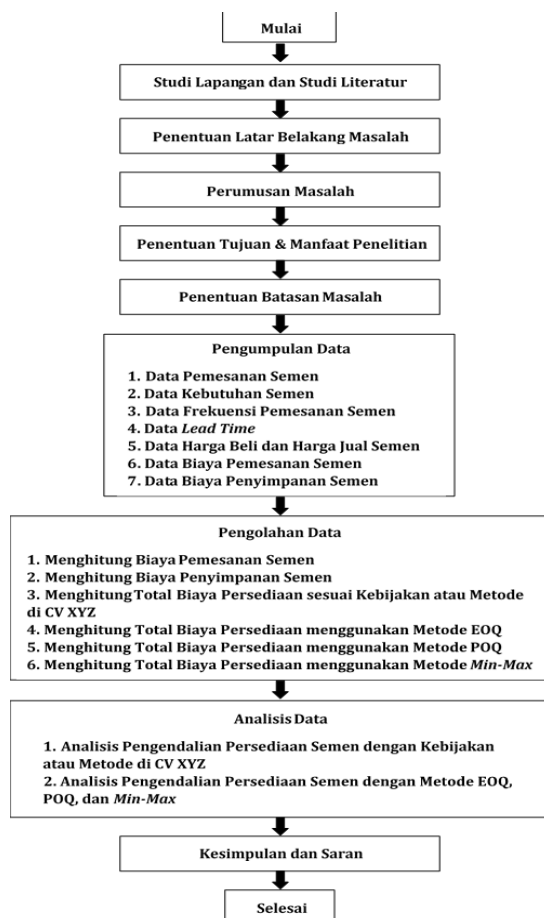 Mulai
Studi Lapangan dan Studi Literatur
Penentuan Latar Belakang Masalah
Perumusan Masalah
Penentuan Tujuan & Manfaat Penelitian
Penentuan Batasan Masalah
Pengumpulan Data
1. Data Pemesanan Semen
2. Data Kebutuhan Semen
3. Data Frekuensi Pemesanan Semen
4. Data Lead Time
5. Data Harga Beli dan Harga Jual Semen
6. Data Biaya Pemesanan Semen
7. Data Biaya Penyimpanan Semen
Pengolahan Data
1. Menghitung Biaya Pemesanan Semen
2. Menghitung Biaya Penyimpanan Semen
3. Menghitung Total Biaya Persediaan sesuai Kebijakan atau Metode
di CV XYZ
4. Menghitung Total Biaya Persediaan menggunakan Metode EOQ
5. Menghitung Total Biaya Persediaan menggunakan Metode POQ
6. Menghitung Total Biaya Persediaan menggunakan Metode Min-Max
Analisis Data
1. Analisis Pengendalian Persediaan Semen dengan Kebijakan
atau Metode di CV XYZ
2. Analisis Pengendalian Persediaan Semen dengan Metode EOQ,
POQ, dan Min-Max
Kesimpulan dan Saran
Selesai